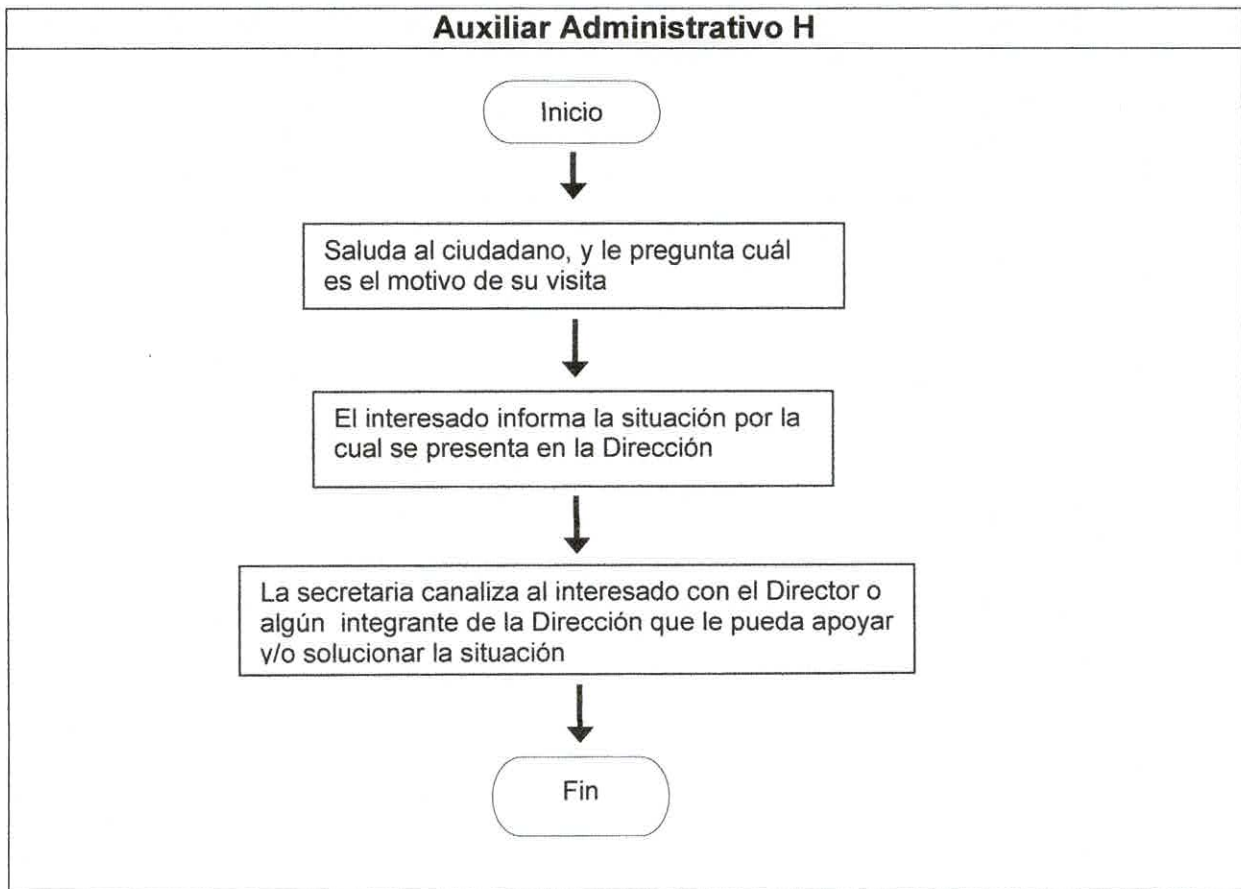 Auxiliar Administrativo H
Inicio
Saluda al ciudadano, y le pregunta cuál
es el motivo de su visita
El interesado informa la situación por la
cual se presenta en la Dirección
La secretaria canaliza al interesado con el Director o
algún integrante de la Dirección que le pueda apoyar
y/o solucionar la situación
Fin